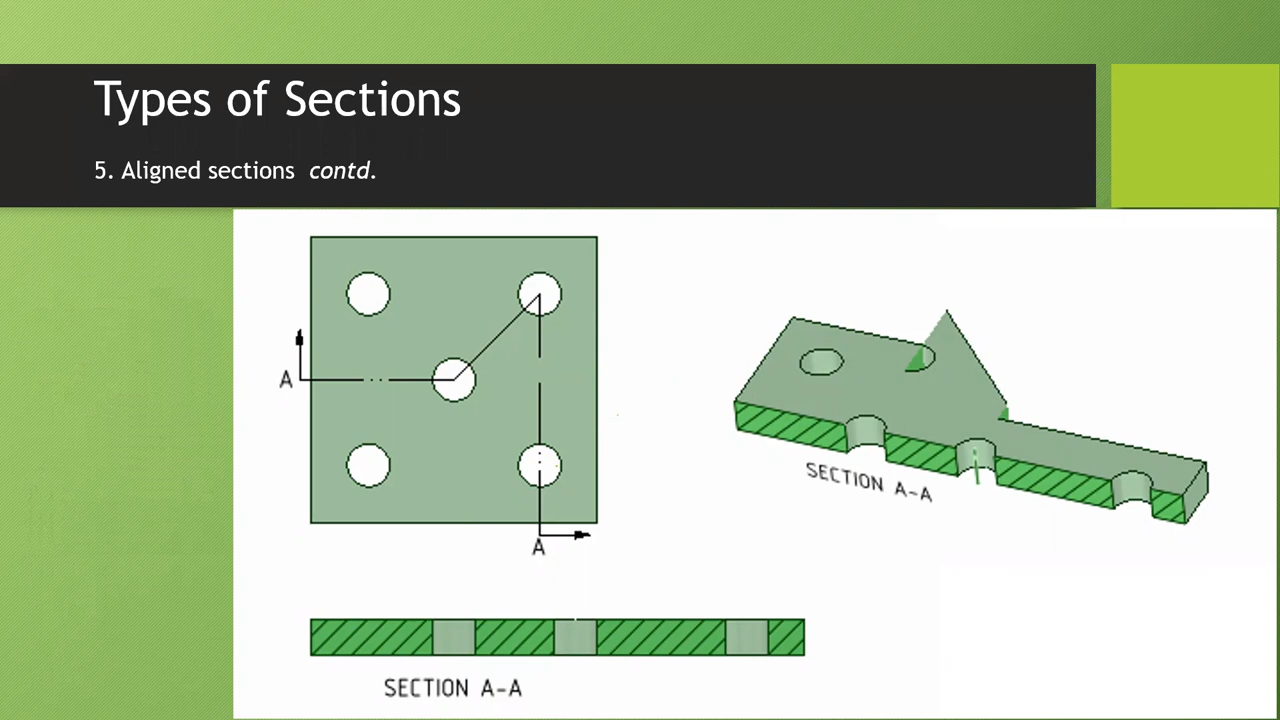 Types of Sections
5. Aligned sections contd.
A
A
SECTION A-A
SECTION A-A